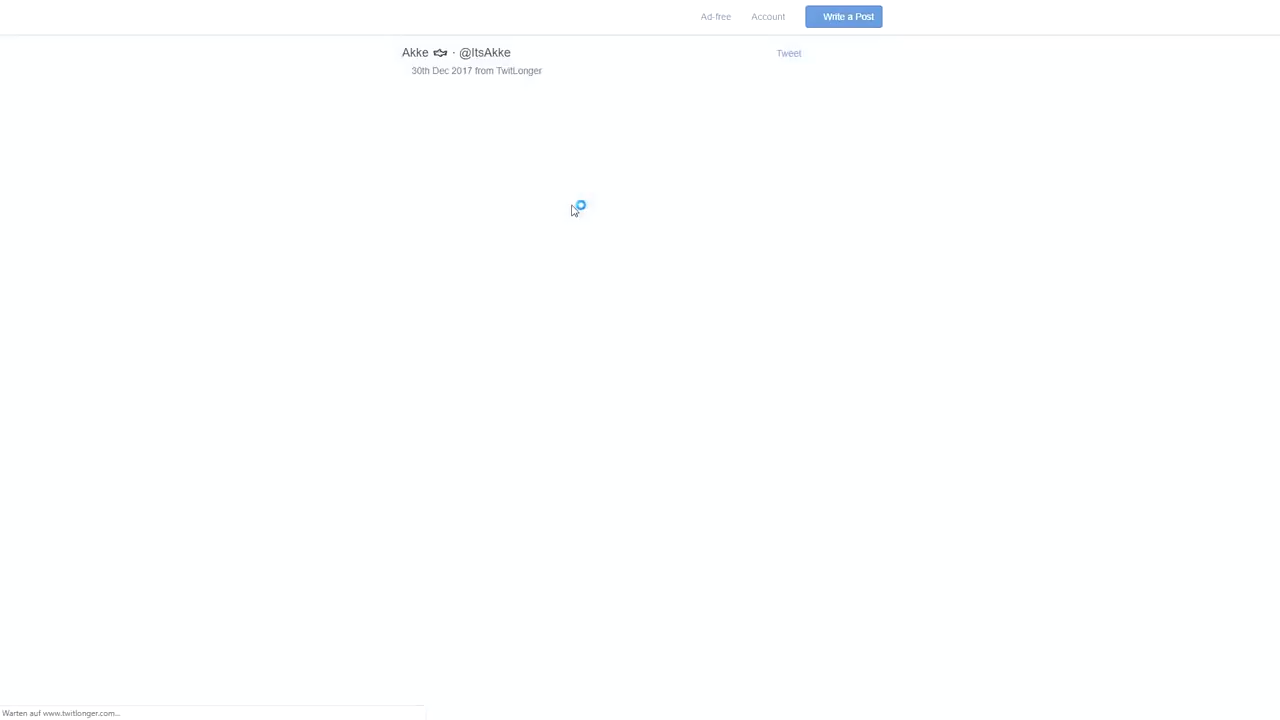 Ad-free Account Write a Post
Akke · @ItsAkke Tweet
30th Dec 2017 from TwitLonger
Warten auf www.twitlonger.com...